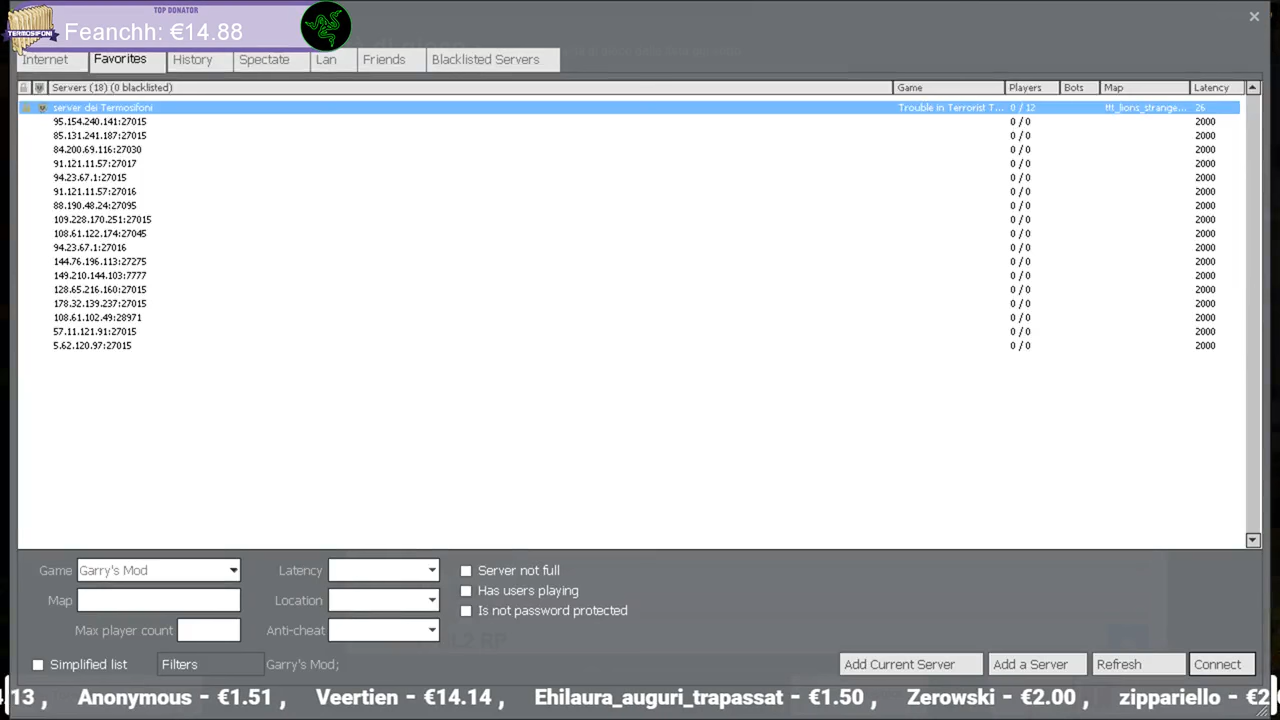 TOP DONATOR
TERMOSIFONI
Feanchh: €14.88
Internet Favorites History Spectate Lan Friends Blacklisted Servers
Servers (18) (0 blacklisted) Game Players Bots Map Latency
server dei Termosifoni Trouble in Terrorist T... 0 / 12 ttt_lions_strange... 26
95.154.240.141:27015 0 / 0 2000
85.131.241.187:27015 0 / 0 2000
84.200.69.116:27030 0 / 0 2000
91.121.11.57:27017 0 / 0 2000
94.23.67.1:27015 0 / 0 2000
91.121.11.57:27016 0 / 0 2000
88.190.48.24:27095 0 / 0 2000
109.228.170.251:27015 0 / 0 2000
108.61.122.174:27045 0 / 0 2000
94.23.67.1:27016 0 / 0 2000
144.76.196.113:27275 0 / 0 2000
149.210.144.103:7777 0 / 0 2000
128.65.216.160:27015 0 / 0 2000
178.32.139.237:27015 0 / 0 2000
108.61.102.49:28971 0 / 0 2000
57.11.121.91:27015 0 / 0 2000
5.62.120.97:27015 0 / 0 2000
Game Garry's Mod Latency Server not full
Map Location Has users playing
Max player count Anti-cheat Is not password protected
Simplified list Filters Garry's Mod; Add Current Server Add a Server Refresh Connect
4.13 Anonymous - €1.51 , Veertien - €14.14 , Ehilaura_auguri_trapassat - €1.50 Zerowski - €2.00 , zippariello - €2